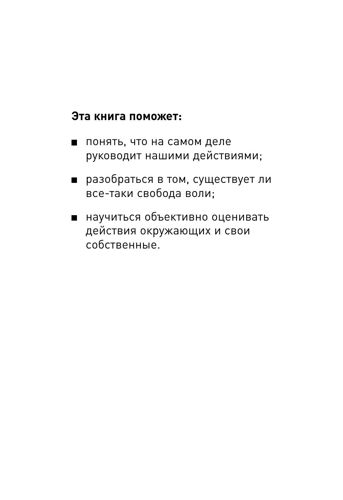 Эта книга поможет:
■ понять, что на самом деле
руководит нашими действиями;
■ разобраться в том, существует ли
все-таки свобода воли;
■ научиться объективно оценивать
действия окружающих и свои
собственные.